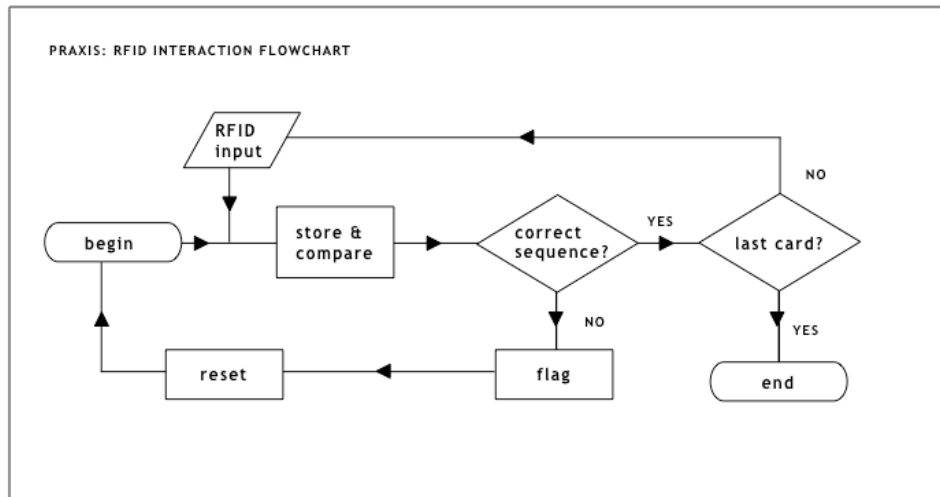 PRAXIS: RFID INTERACTION FLOWCHART
RFID
input
NO
begin
store &
compare
correct
sequence?
YES
last card?
NO
YES
reset
flag
end